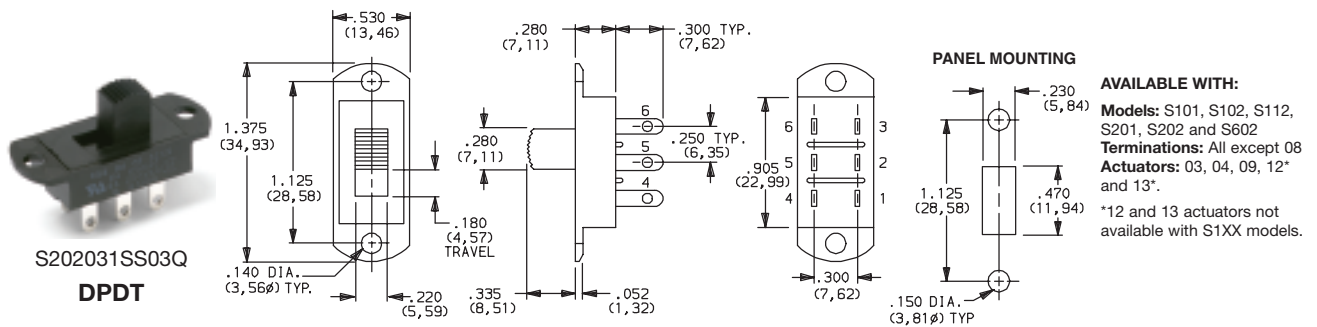 S202031SS03Q
DPDT
.530
(13,46)
1.375
(34,93)
1.125
(28,58)
.180
(4,57)
TRAVEL
.140 DIA.
(3,56ø) TYP.
.220
(5,59)
.280
(7,11)
.300 TYP.
(7,62)
.280
(7,11)
6
5
4
.250 TYP.
(6,35)
.335
(8,51)
.052
(1,32)
.905
(22,99)
6
3
5
2
4
1
.300
(7,62)
PANEL MOUNTING
.230
(5,84)
1.125
(28,58)
.470
(11,94)
.150 DIA.
(3,81ø) TYP
AVAILABLE WITH:
Models: S101, S102, S112,
S201, S202 and S602
Terminations: All except 08
Actuators: 03, 04, 09, 12*
and 13*.
*12 and 13 actuators not
available with S1XX models.